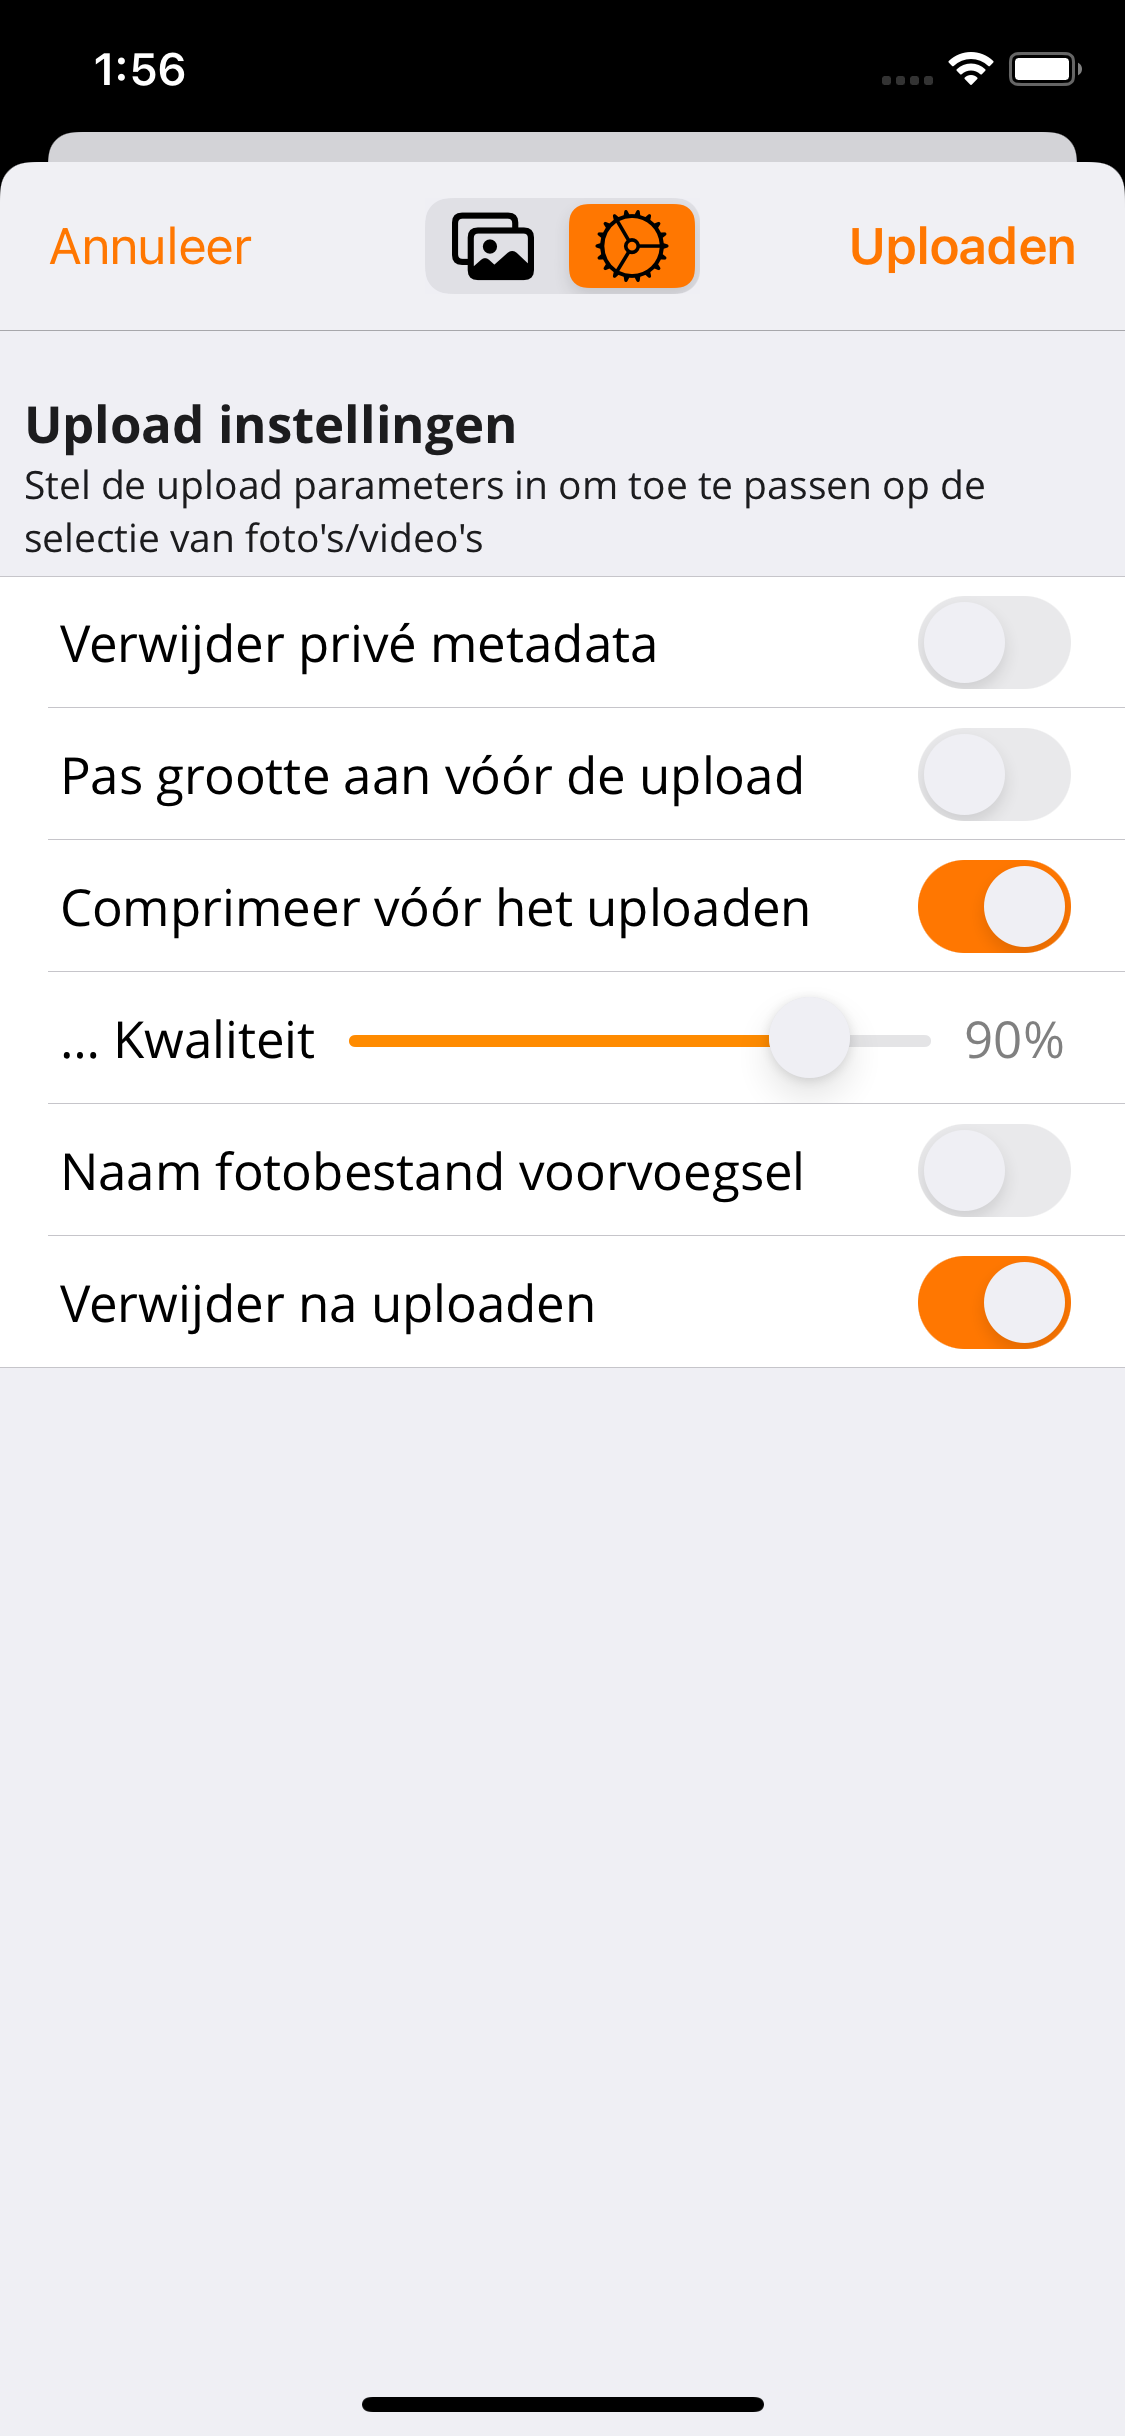 1:56
Annuleer
Uploaden
Upload instellingen
Stel de upload parameters in om toe te passen op de
selectie van foto's/video's
Verwijder privé metadata
Pas grootte aan vóór de upload
Comprimeer vóór het uploaden
... Kwaliteit 90%
Naam fotobestand voorvoegsel
Verwijder na uploaden